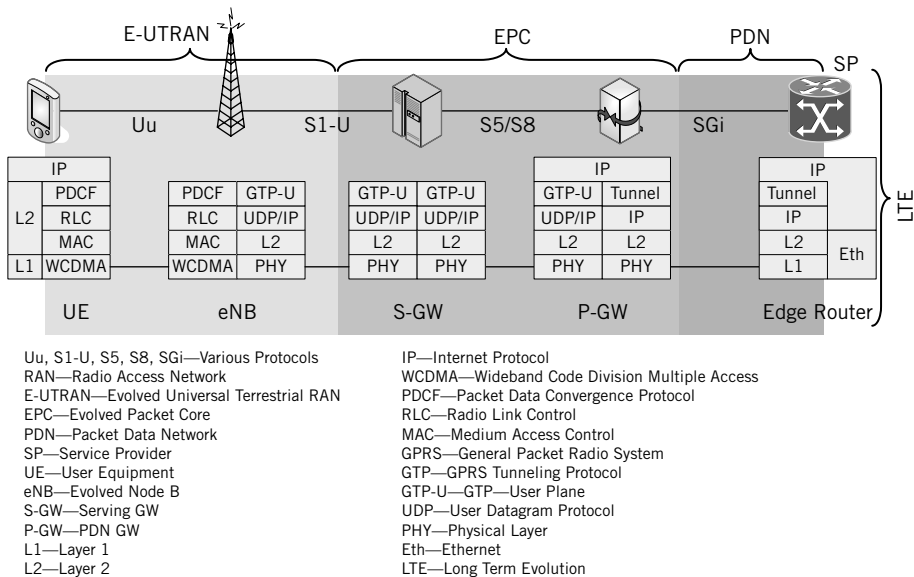 E-UTRAN EPC PDN
SP
Uu S1-U S5/S8 SGi
LTE
IP
L2 PDCF
RLC
MAC
L1 WCDMA
PDCF GTP-U
RLC UDP/IP
MAC L2
WCDMA PHY
GTP-U GTP-U
UDP/IP UDP/IP
L2 L2
PHY PHY
IP
GTP-U Tunnel
UDP/IP IP
L2 L2
PHY PHY
IP
Tunnel
IP
L2 Eth
L1
UE eNB S-GW P-GW Edge Router
Uu, S1-U, S5, S8, SGi—Various Protocols
RAN—Radio Access Network
E-UTRAN—Evolved Universal Terrestrial RAN
EPC—Evolved Packet Core
PDN—Packet Data Network
SP—Service Provider
UE—User Equipment
eNB—Evolved Node B
S-GW—Serving GW
P-GW—PDN GW
L1—Layer 1
L2—Layer 2
IP—Internet Protocol
WCDMA—Wideband Code Division Multiple Access
PDCF—Packet Data Convergence Protocol
RLC—Radio Link Control
MAC—Medium Access Control
GPRS—General Packet Radio System
GTP—GPRS Tunneling Protocol
GTP-U—GTP—User Plane
UDP—User Datagram Protocol
PHY—Physical Layer
Eth—Ethernet
LTE—Long Term Evolution